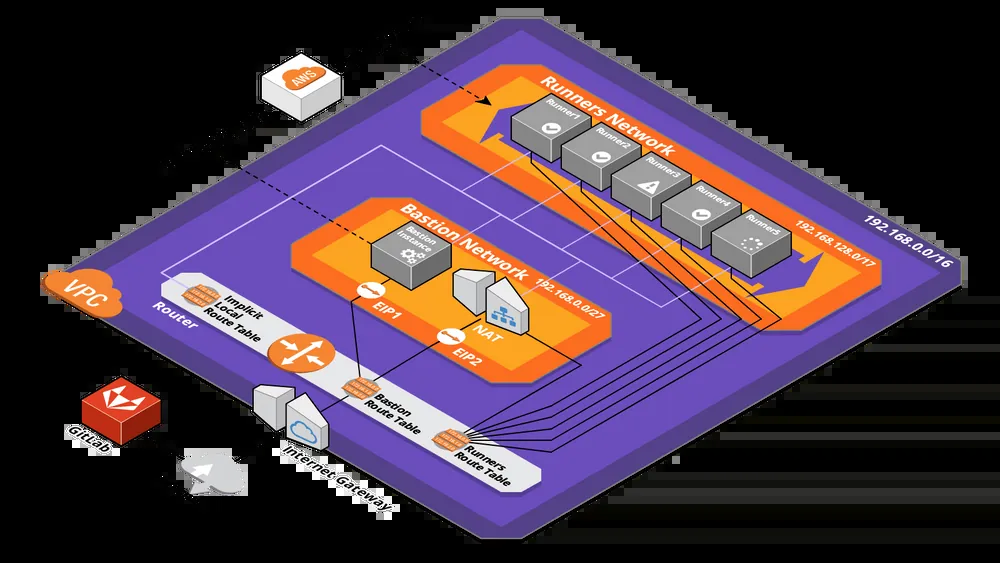 AWS
Runners Network
Runner1
Runner2
Runner3
Runner4
Runner5
192.168.128.0/17
192.168.0.0/16
Bastion Network
Bastion
Instance
192.168.0.0/27
EIP1
NAT
EIP2
VPC
Router
Implicit
Local
Route Table
Bastion
Route Table
Runners
Route Table
GitLab
Internet Gateway